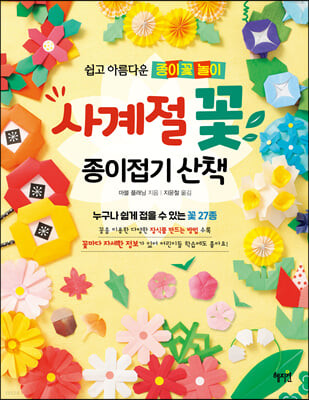 쉽고 아름다운 종이꽃 놀이
사계절 꽃
종이접기 산책
마셀 플래닝 지음 / 지운철 옮김
누구나 쉽게 접을 수 있는 꽃 27종
꽃을 이용한 다양한 장식품 만드는 방법 수록
꽃마다 자세한 정보가 있어 어린이들 학습에도 좋아요!
혜지원